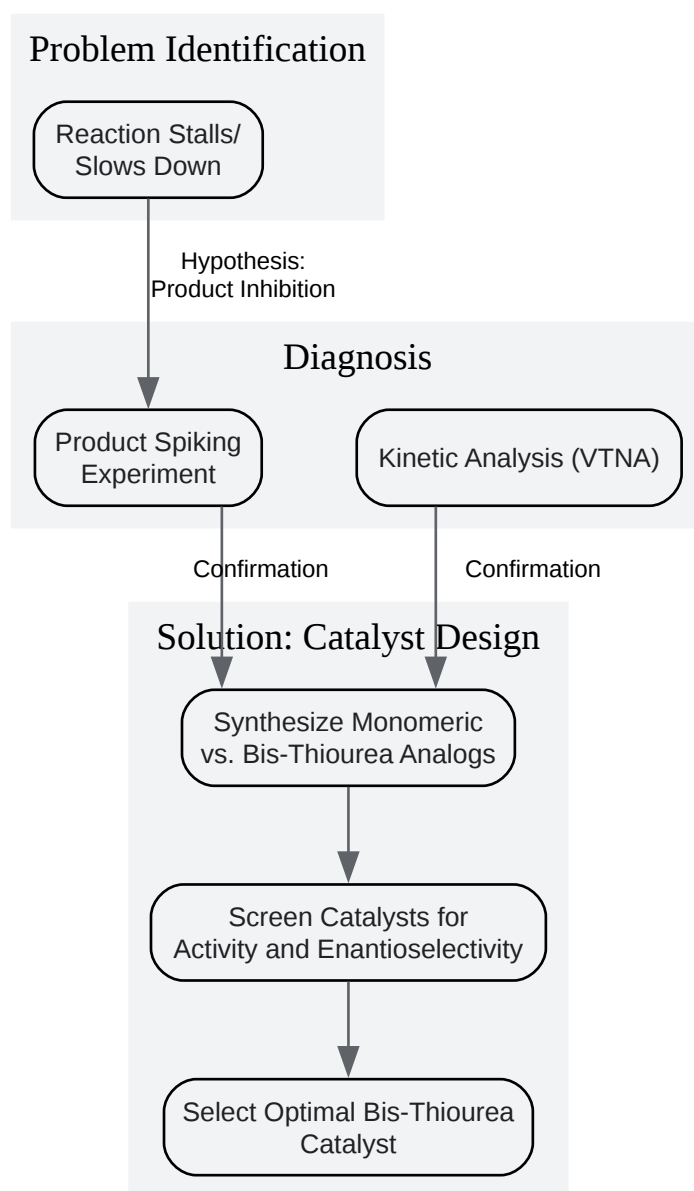 Problem Identification
Reaction Stalls/
Slows Down
Hypothesis:
Product Inhibition
Diagnosis
Product Spiking
Experiment
Kinetic Analysis (VTNA)
Confirmation
Confirmation
Solution: Catalyst Design
Synthesize Monomeric
vs. Bis-Thiourea Analogs
Screen Catalysts for
Activity and Enantioselectivity
Select Optimal Bis-Thiourea
Catalyst